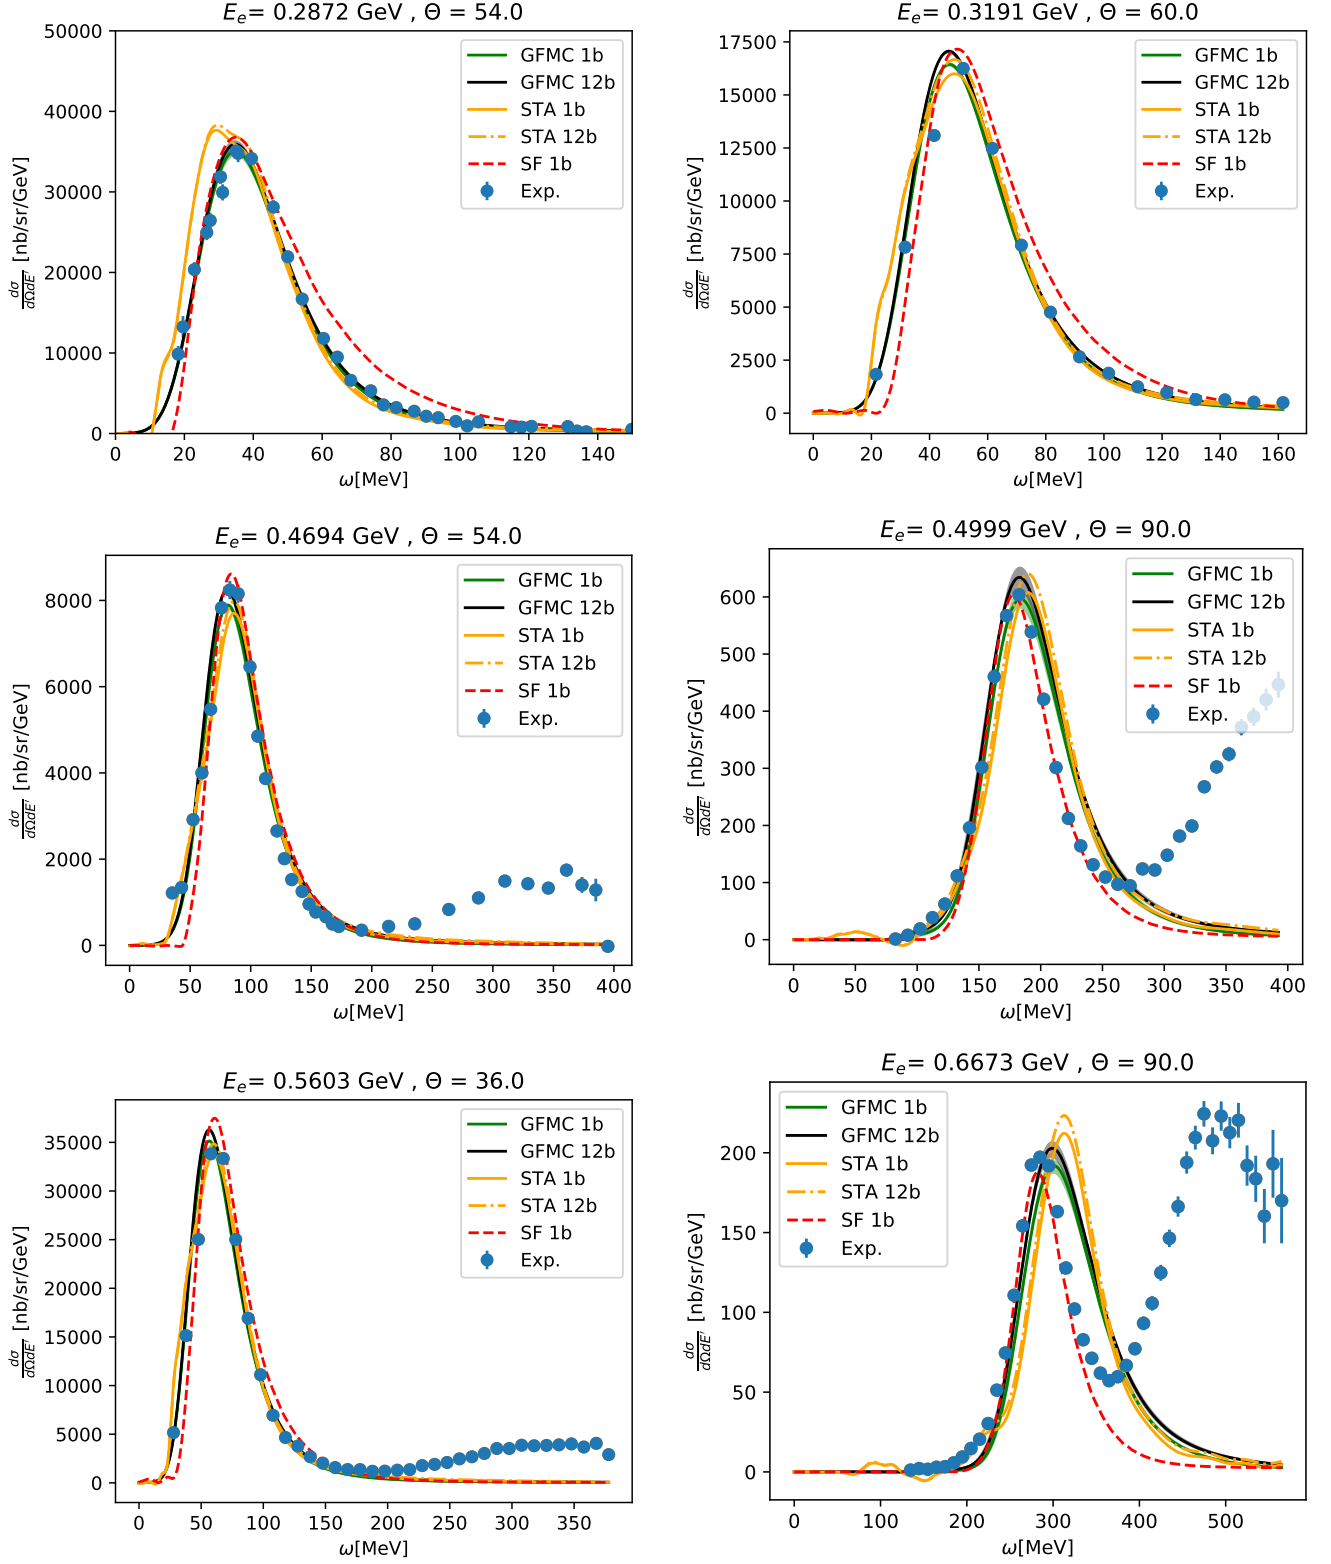 E_e= 0.2872 GeV , Θ = 54.0
50000
40000
30000
20000
10000
0
dσ/dΩdE′ [nb/sr/GeV]
GFMC 1b
GFMC 12b
STA 1b
STA 12b
SF 1b
Exp.
0 20 40 60 80 100 120 140
ω[MeV]
E_e= 0.3191 GeV , Θ = 60.0
17500
15000
12500
10000
7500
5000
2500
0
dσ/dΩdE′ [nb/sr/GeV]
GFMC 1b
GFMC 12b
STA 1b
STA 12b
SF 1b
Exp.
0 20 40 60 80 100 120 140 160
ω[MeV]
E_e= 0.4694 GeV , Θ = 54.0
8000
6000
4000
2000
0
dσ/dΩdE′ [nb/sr/GeV]
GFMC 1b
GFMC 12b
STA 1b
STA 12b
SF 1b
Exp.
0 50 100 150 200 250 300 350 400
ω[MeV]
E_e= 0.4999 GeV , Θ = 90.0
600
500
400
300
200
100
0
dσ/dΩdE′ [nb/sr/GeV]
GFMC 1b
GFMC 12b
STA 1b
STA 12b
SF 1b
Exp.
0 50 100 150 200 250 300 350 400
ω[MeV]
E_e= 0.5603 GeV , Θ = 36.0
35000
30000
25000
20000
15000
10000
5000
0
dσ/dΩdE′ [nb/sr/GeV]
GFMC 1b
GFMC 12b
STA 1b
STA 12b
SF 1b
Exp.
0 50 100 150 200 250 300 350
ω[MeV]
E_e= 0.6673 GeV , Θ = 90.0
200
150
100
50
0
dσ/dΩdE′ [nb/sr/GeV]
GFMC 1b
GFMC 12b
STA 1b
STA 12b
SF 1b
Exp.
0 100 200 300 400 500
ω[MeV]